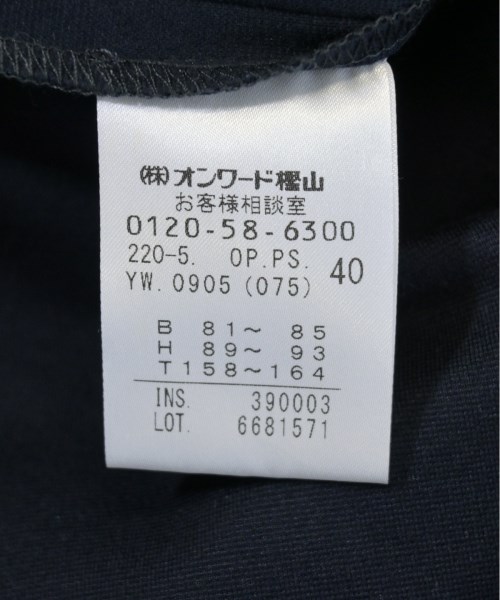 (株)オンワード樫山
お客様相談室
0120-58-6300
220-5. OP.PS. 40
YW. 0905 (075)
B 81～ 85
H 89～ 93
T 158～164
INS. 390003
LOT. 6681571